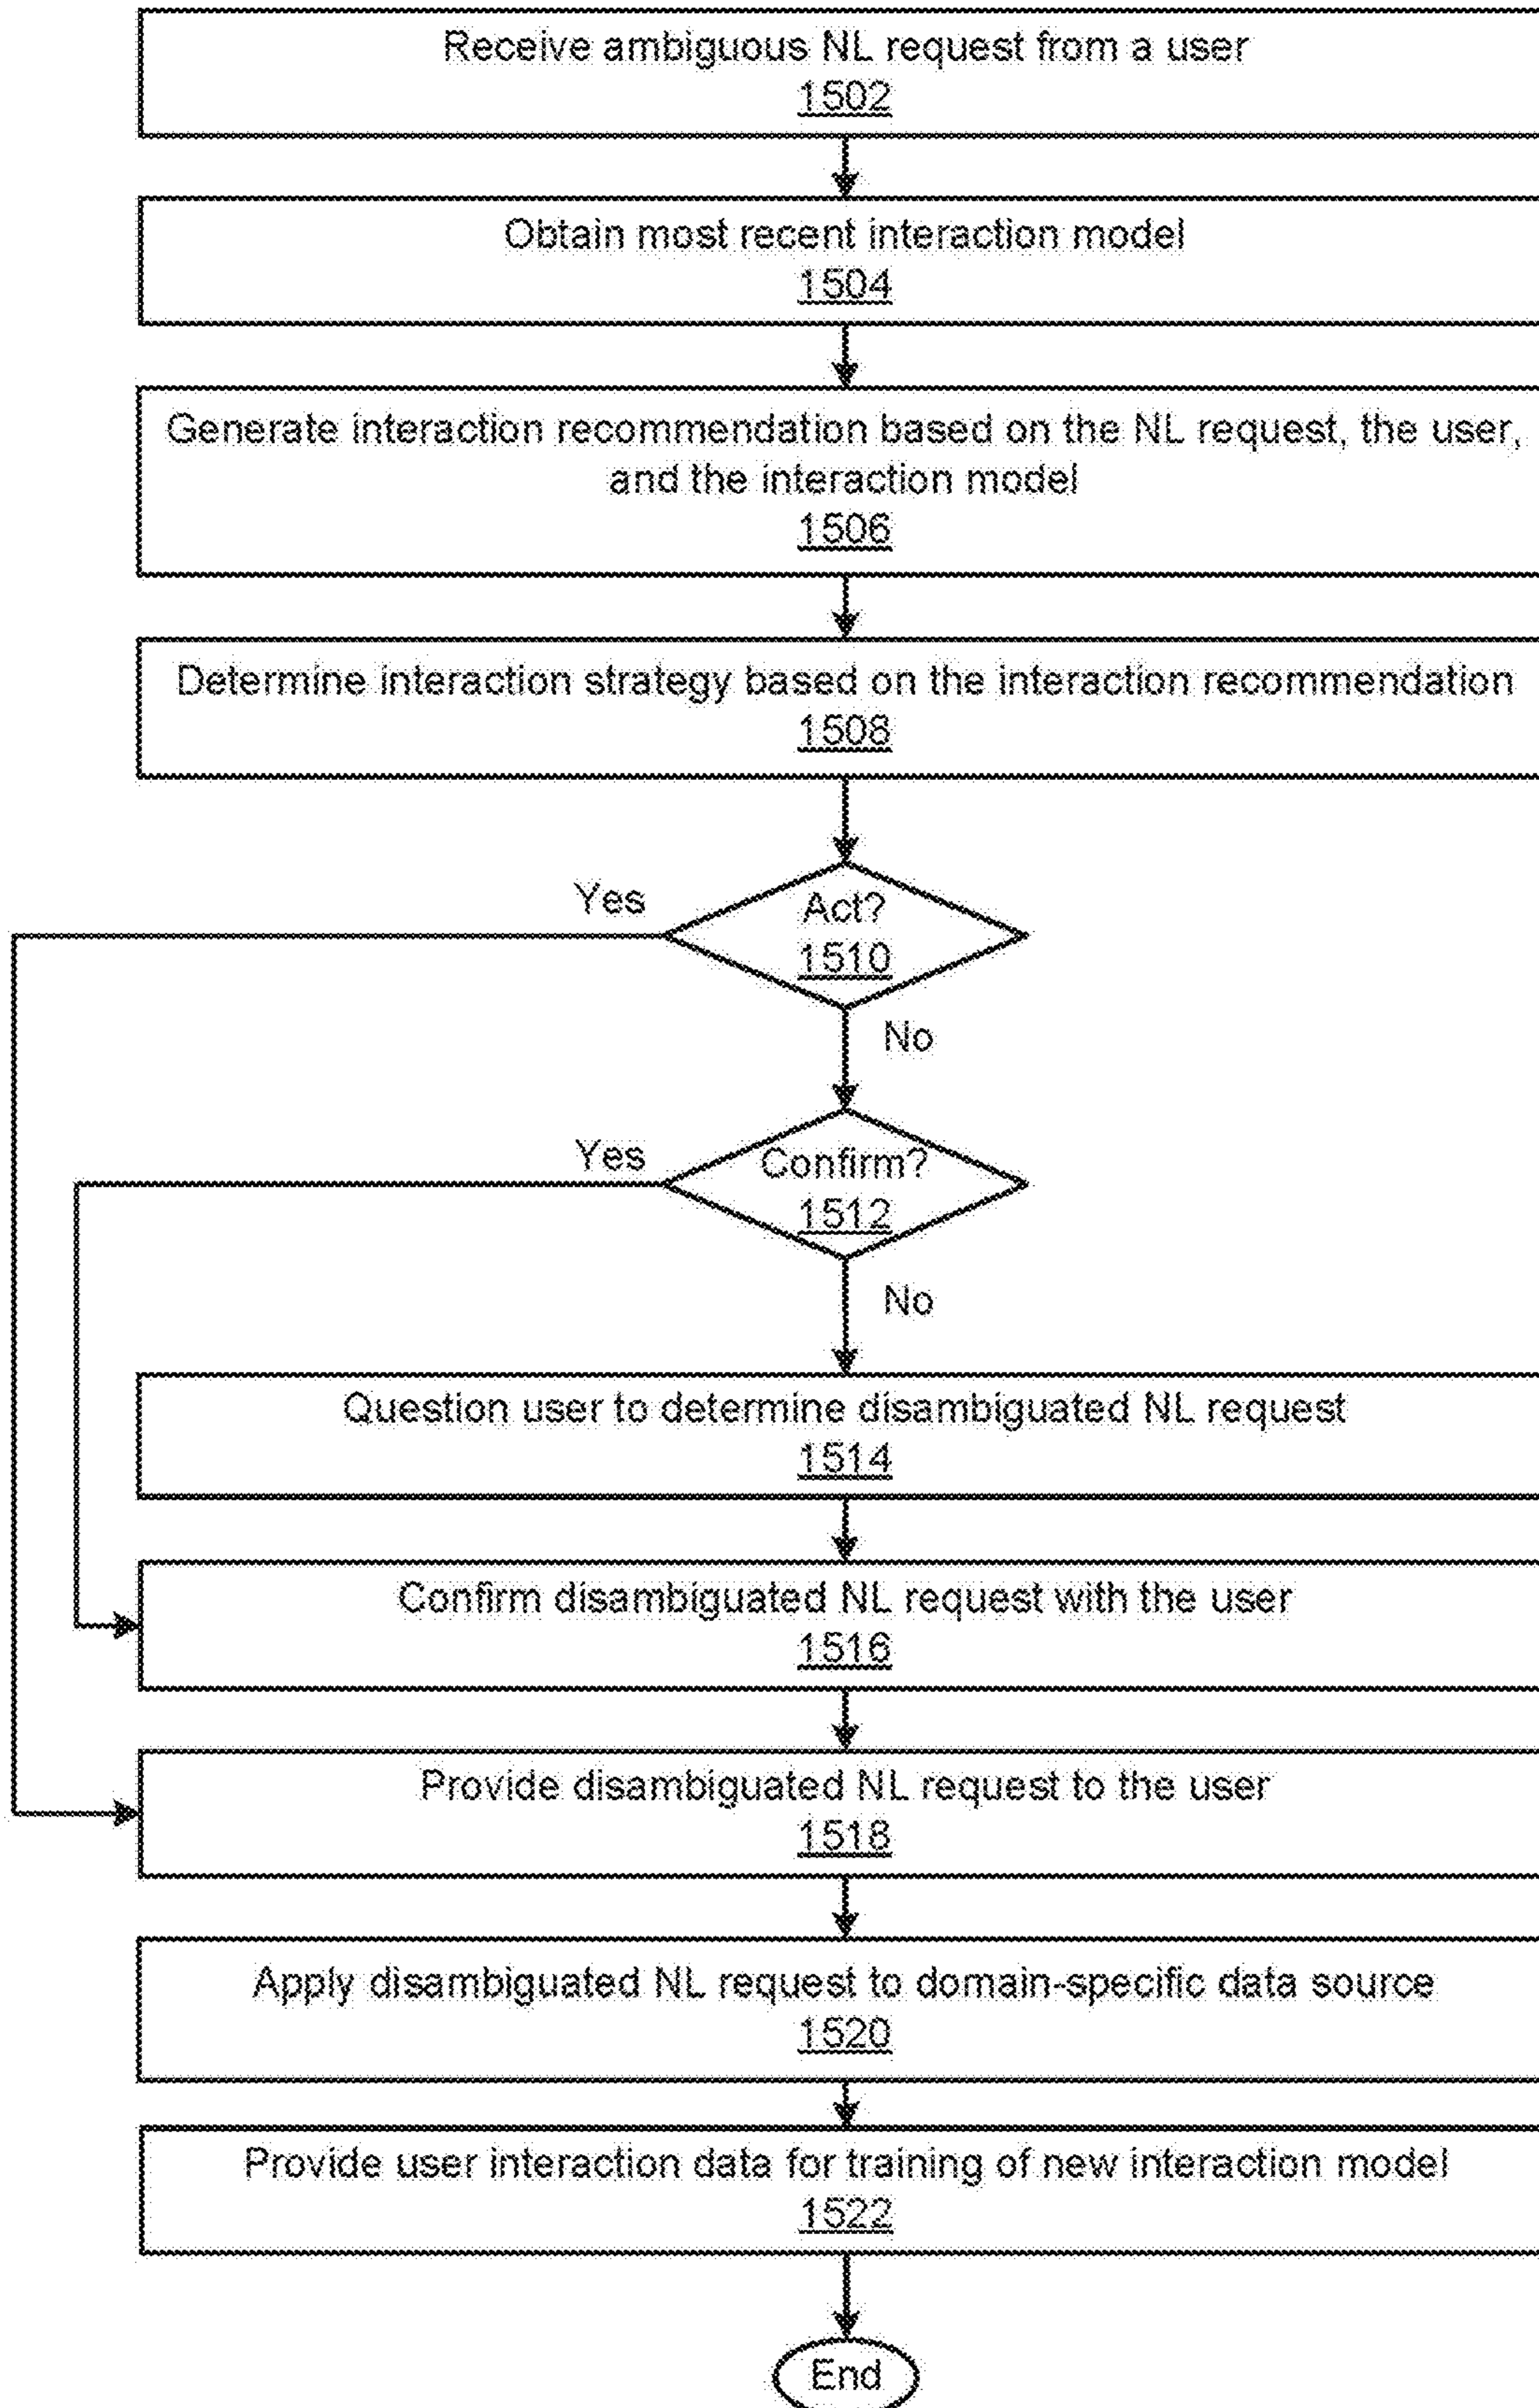 Receive ambiguous NL request from a user
1502
Obtain most recent interaction model
1504
Generate interaction recommendation based on the NL request, the user,
and the interaction model
1506
Determine interaction strategy based on the interaction recommendation
1508
Yes
Act?
1510
No
Yes
Confirm?
1512
No
Question user to determine disambiguated NL request
1514
Confirm disambiguated NL request with the user
1516
Provide disambiguated NL request to the user
1518
Apply disambiguated NL request to domain-specific data source
1520
Provide user interaction data for training of new interaction model
1522
End